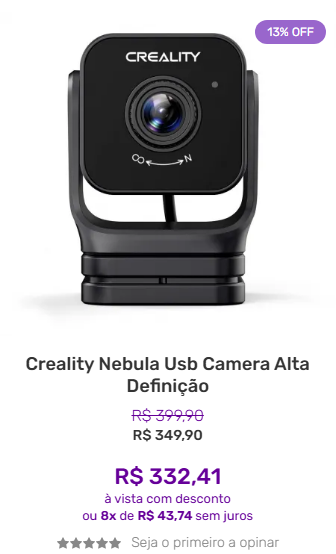 13% OFF
CREALITY
∞ N
Creality Nebula Usb Camera Alta
Definição
R$ 399,90
R$ 349,90
R$ 332,41
à vista com desconto
ou 8x de R$ 43,74 sem juros
Seja o primeiro a opinar